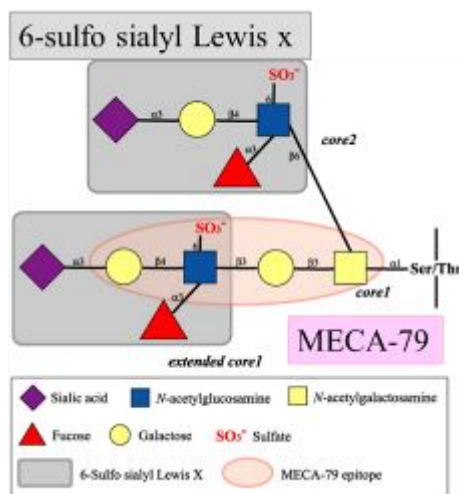 6-sulfo sialyl Lewis x
SO₃⁻
6
α3
β4
α3
core2
β6
SO₃⁻
6
α3
β4
β3
β3
α1
Ser/Thr
α3
core1
extended core1
MECA-79
Sialic acid
N-acetylglucosamine
N-acetylgalactosamine
Fucose
Galactose
SO₃⁻ Sulfate
6-Sulfo sialyl Lewis X
MECA-79 epitope